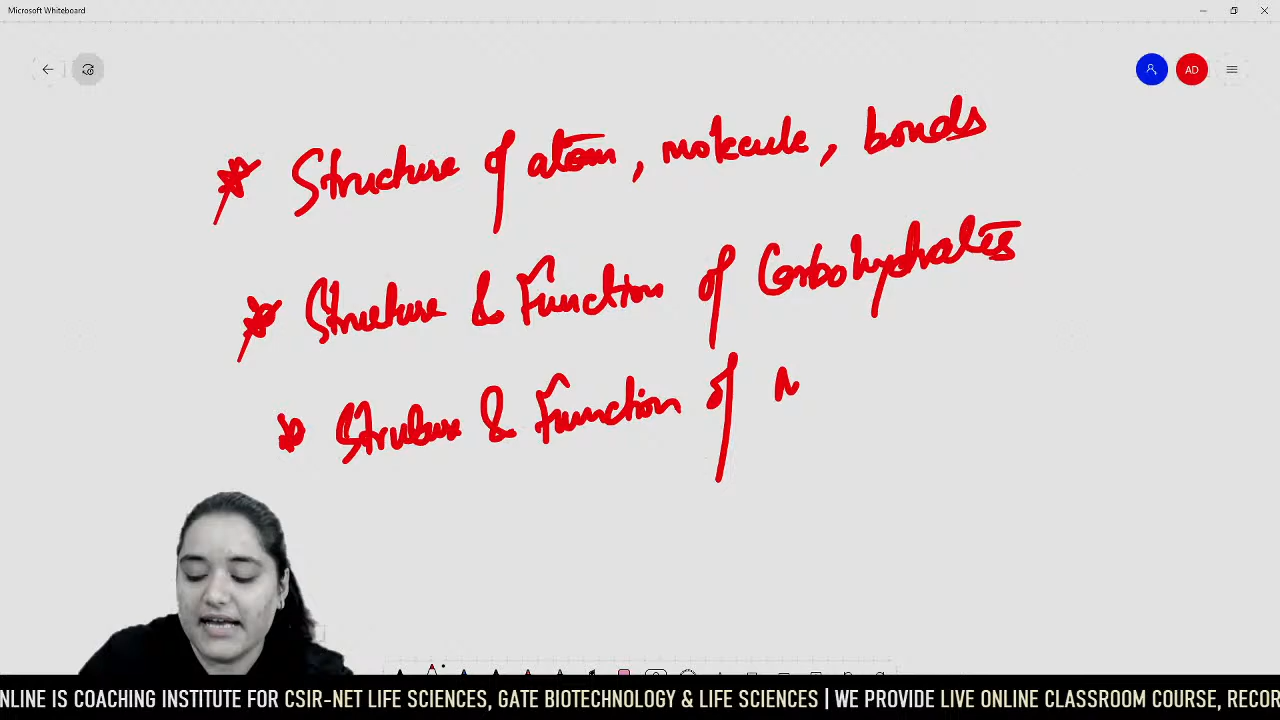 Microsoft Whiteboard
AD
* Structure of atom, molecule, bonds
* Structure & Function of Carbohydrates
* Struture & Function of
NLINE IS COACHING INSTITUTE FOR CSIR-NET LIFE SCIENCES, GATE BIOTECHNOLOGY & LIFE SCIENCES | WE PROVIDE LIVE ONLINE CLASSROOM COURSE, RECOR